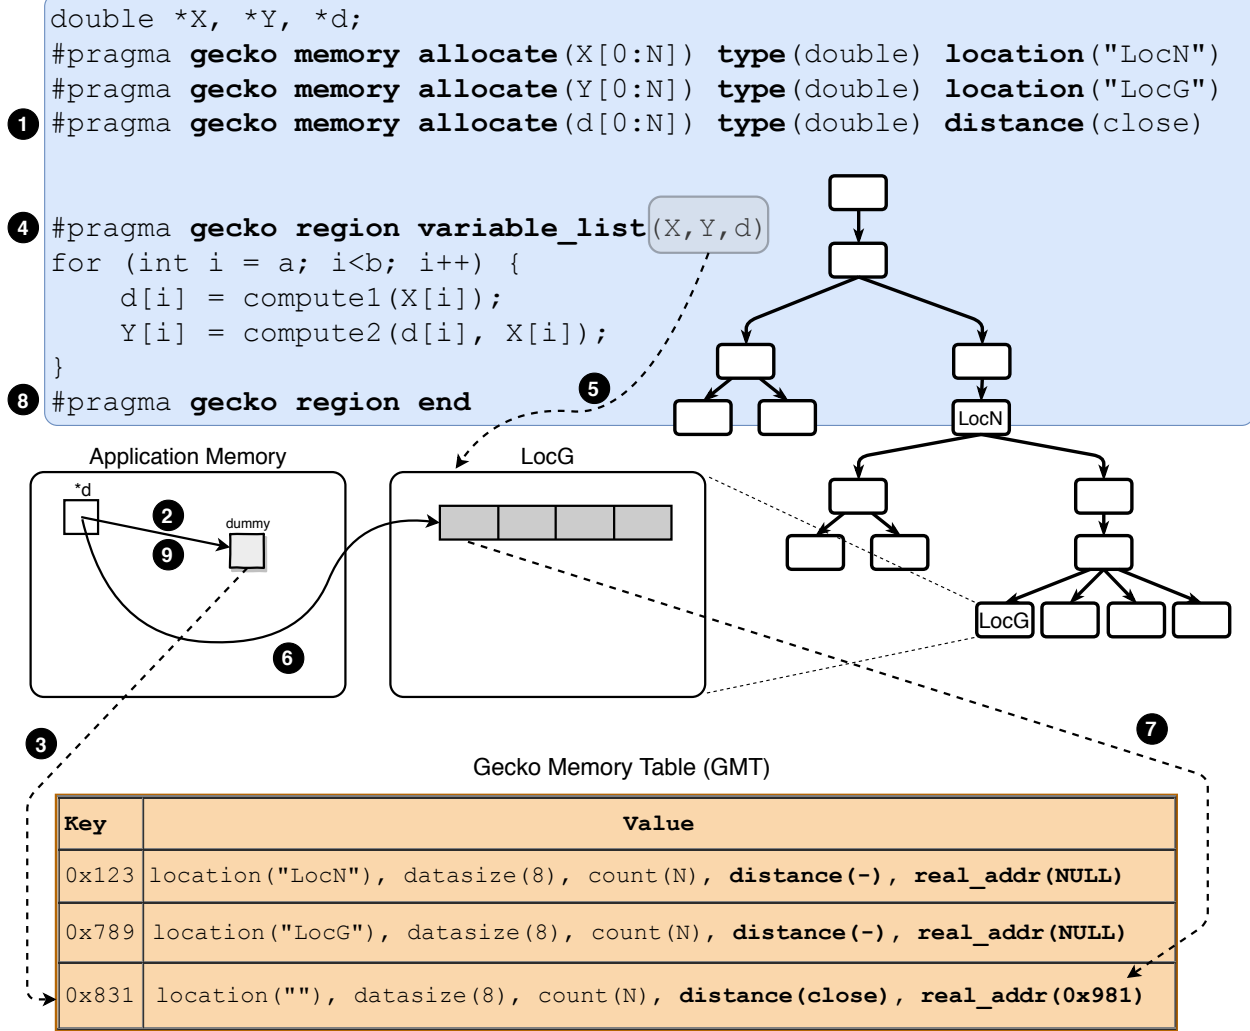 double *X, *Y, *d;
#pragma gecko memory allocate(X[0:N]) type(double) location("LocN")
#pragma gecko memory allocate(Y[0:N]) type(double) location("LocG")
1 #pragma gecko memory allocate(d[0:N]) type(double) distance(close)
4 #pragma gecko region variable_list(X,Y,d)
for (int i = a; i<b; i++) {
d[i] = compute1(X[i]);
Y[i] = compute2(d[i], X[i]);
}
5
8 #pragma gecko region end
LocN
Application Memory
LocG
*d
2
dummy
9
6
LocG
3
7
Gecko Memory Table (GMT)
Key Value
0x123 location("LocN"), datasize(8), count(N), distance(-), real_addr(NULL)
0x789 location("LocG"), datasize(8), count(N), distance(-), real_addr(NULL)
0x831 location(""), datasize(8), count(N), distance(close), real_addr(0x981)